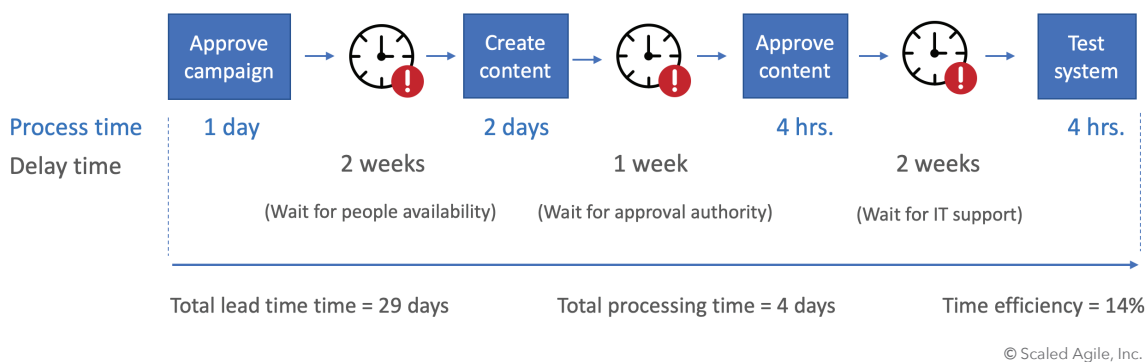 Approve
campaign
Create
content
Approve
content
Test
system
Process time 1 day 2 days 4 hrs. 4 hrs.
Delay time 2 weeks 1 week 2 weeks
(Wait for people availability) (Wait for approval authority) (Wait for IT support)
Total lead time time = 29 days Total processing time = 4 days Time efficiency = 14%
© Scaled Agile, Inc.